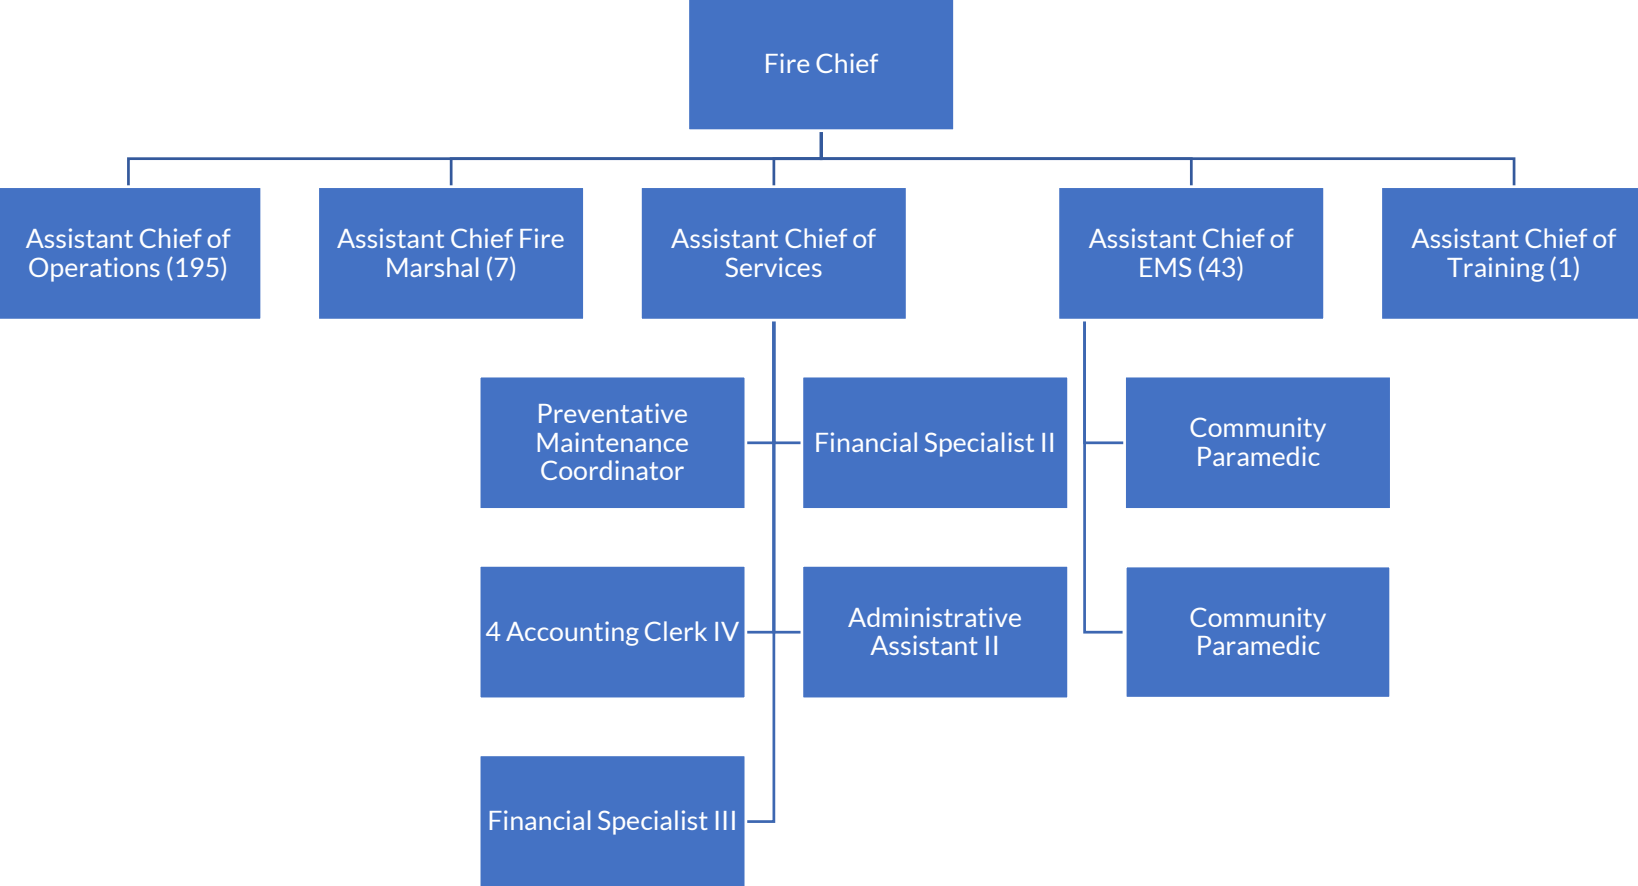 Fire Chief
Assistant Chief of
Operations (195)
Assistant Chief Fire
Marshal (7)
Assistant Chief of
Services
Assistant Chief of
EMS (43)
Assistant Chief of
Training (1)
Preventative
Maintenance
Coordinator
Financial Specialist II
Community
Paramedic
4 Accounting Clerk IV
Administrative
Assistant II
Community
Paramedic
Financial Specialist III